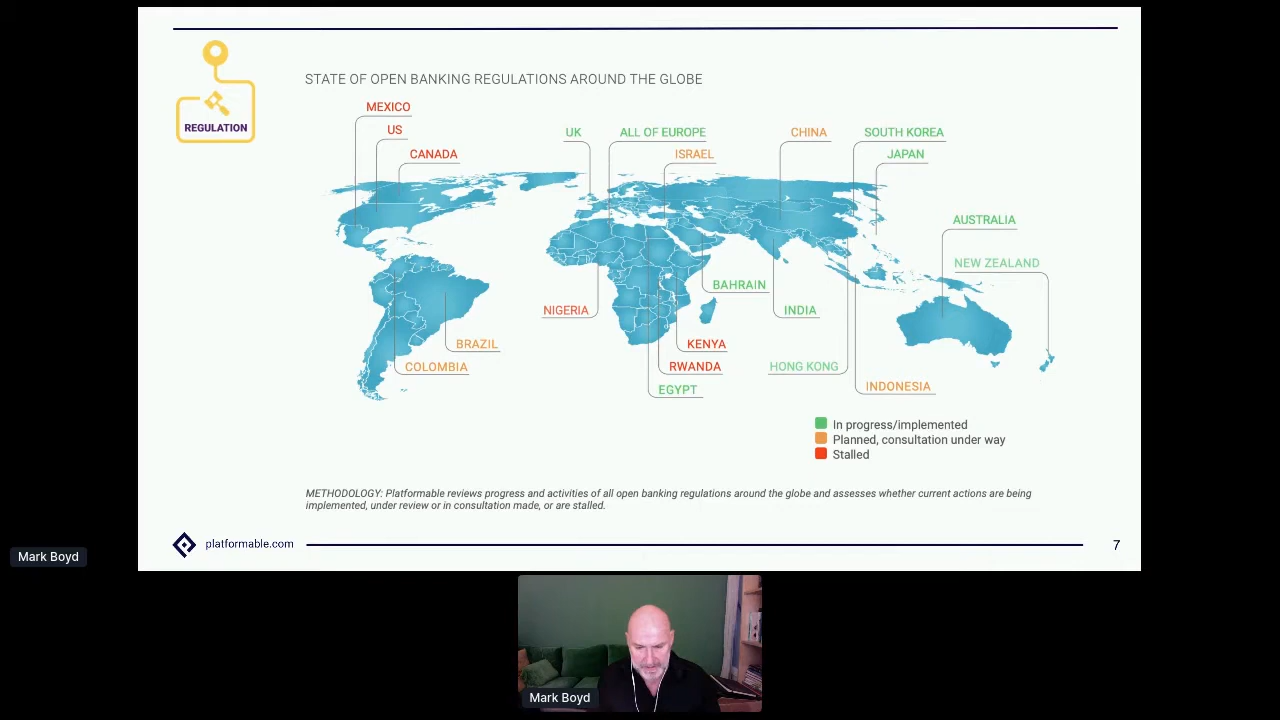 REGULATION
STATE OF OPEN BANKING REGULATIONS AROUND THE GLOBE
MEXICO
US
CANADA
UK
ALL OF EUROPE
ISRAEL
CHINA
SOUTH KOREA
JAPAN
AUSTRALIA
NEW ZEALAND
BAHRAIN
NIGERIA
INDIA
BRAZIL
KENYA
COLOMBIA
RWANDA
HONG KONG
EGYPT
INDONESIA
In progress/implemented
Planned, consultation under way
Stalled
METHODOLOGY: Platformable reviews progress and activities of all open banking regulations around the globe and assesses whether current actions are being
implemented, under review or in consultation made, or are stalled.
platformable.com
7
Mark Boyd
Mark Boyd